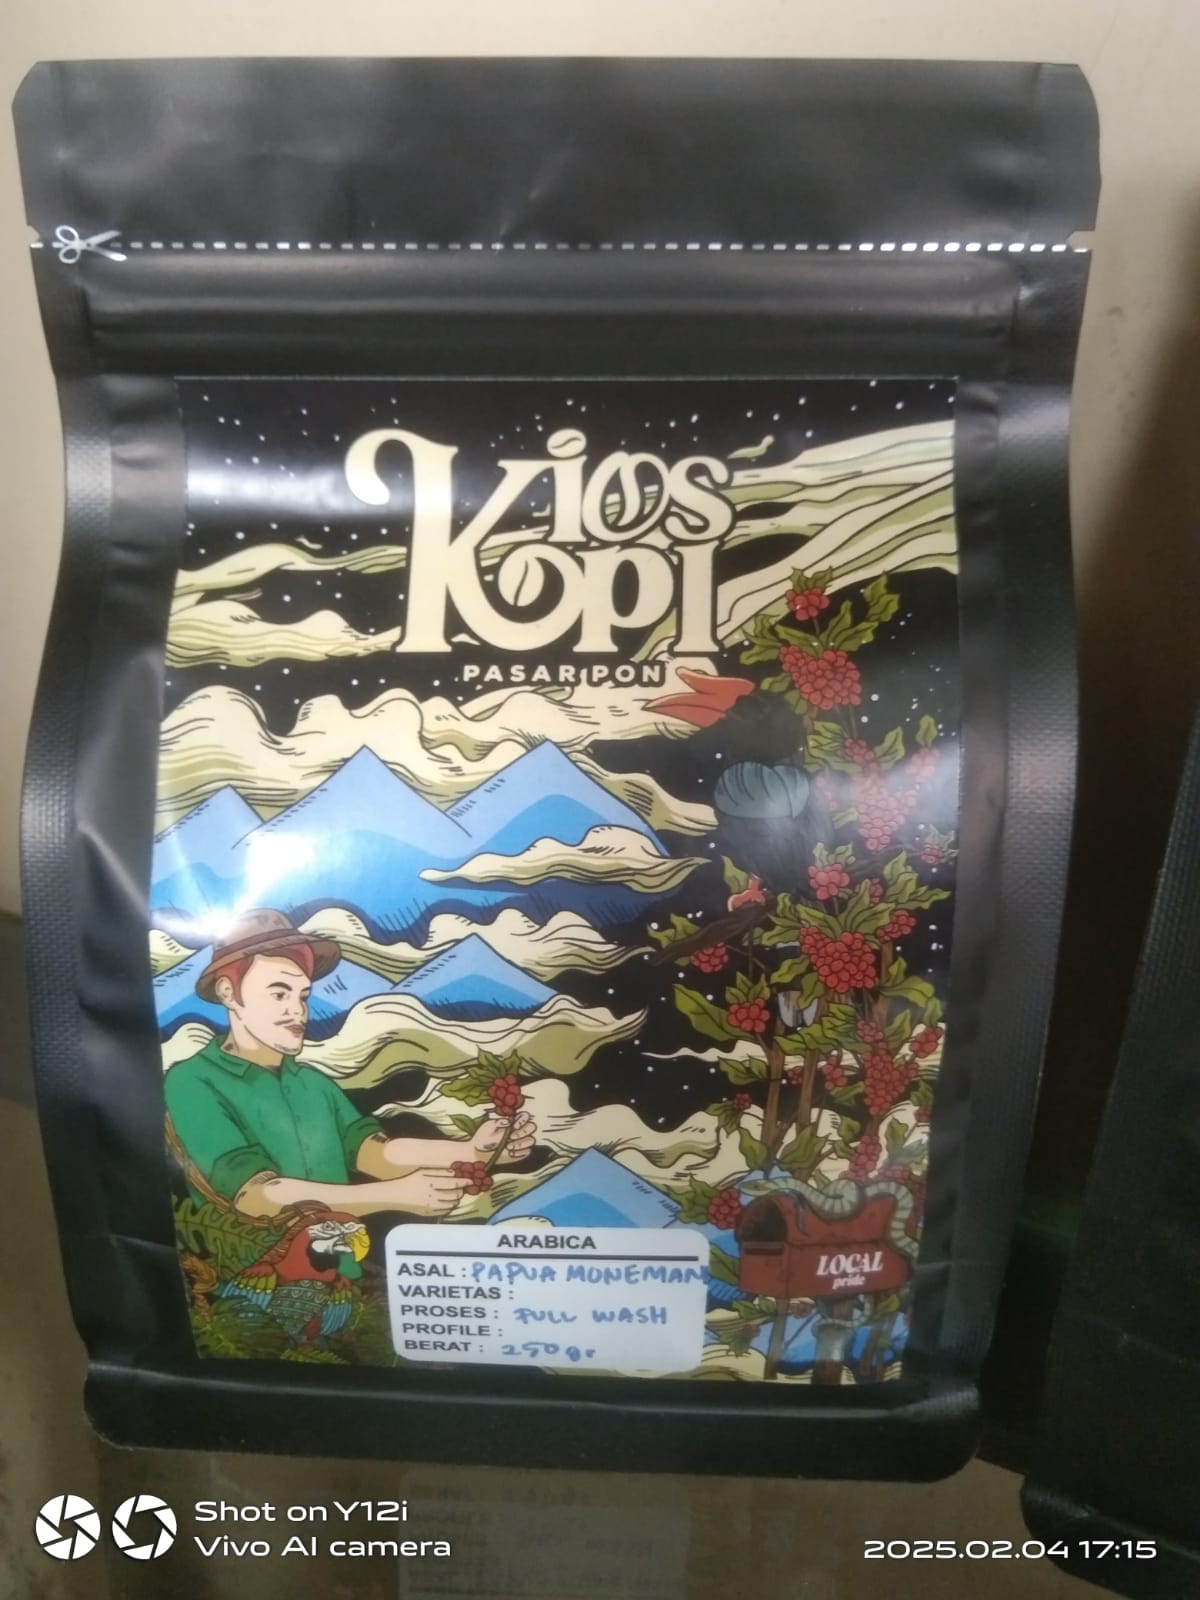 Kios
Kopi
PASAR PON
ARABICA
ASAL : PAPUA MONEMANI
VARIETAS :
PROSES : FULL WASH
PROFILE :
BERAT : 250 gr
LOCAL
pride
Shot on Y12i
Vivo AI camera
2025.02.04 17:15